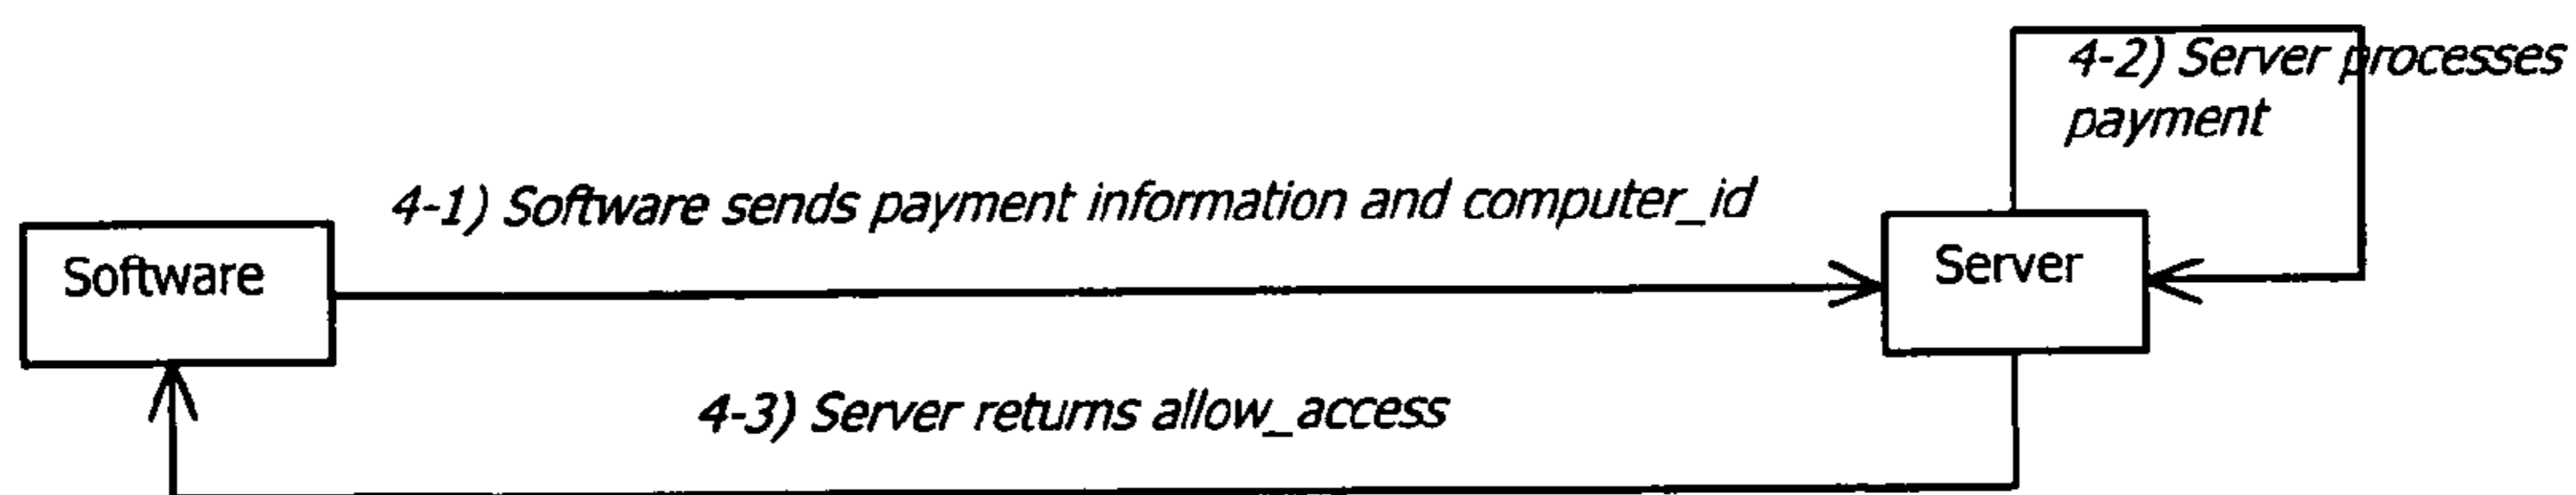 4-2) Server processes
payment
4-1) Software sends payment information and computer_id
Software
Server
4-3) Server returns allow_access